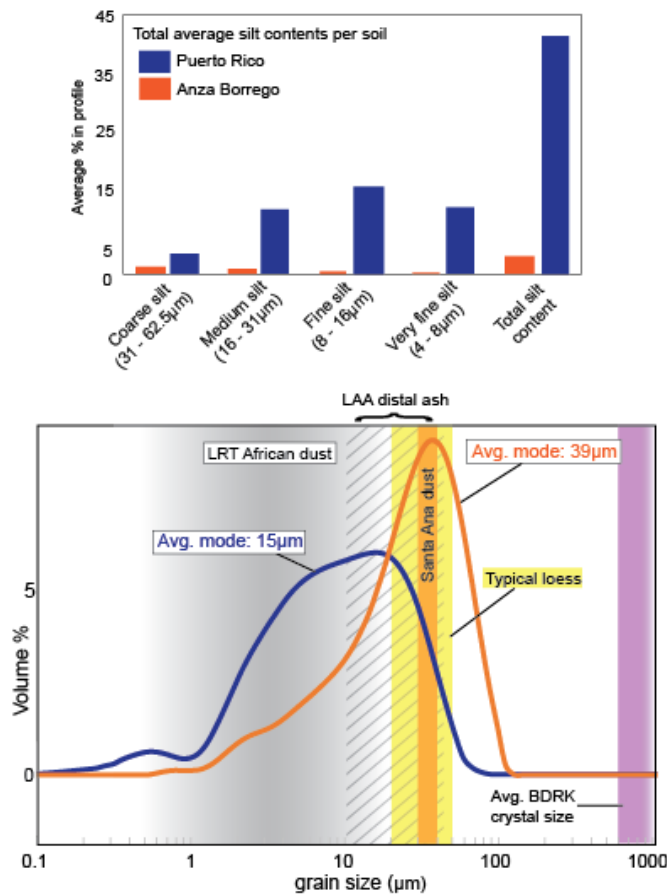 45
35
25
15
5
0
Average % in profile
Total average silt contents per soil
Puerto Rico
Anza Borrego
Coarse silt
(31 - 62.5µm)
Medium silt
(16 - 31µm)
Fine silt
(8 - 16µm)
Very fine silt
(4 - 8µm)
Total silt
content
LAA distal ash
LRT African dust
Avg. mode: 39µm
Avg. mode: 15µm
Santa Ana dust
Typical loess
5
0
Volume %
Avg. BDRK
crystal size
0.1
1
10
100
1000
grain size (µm)